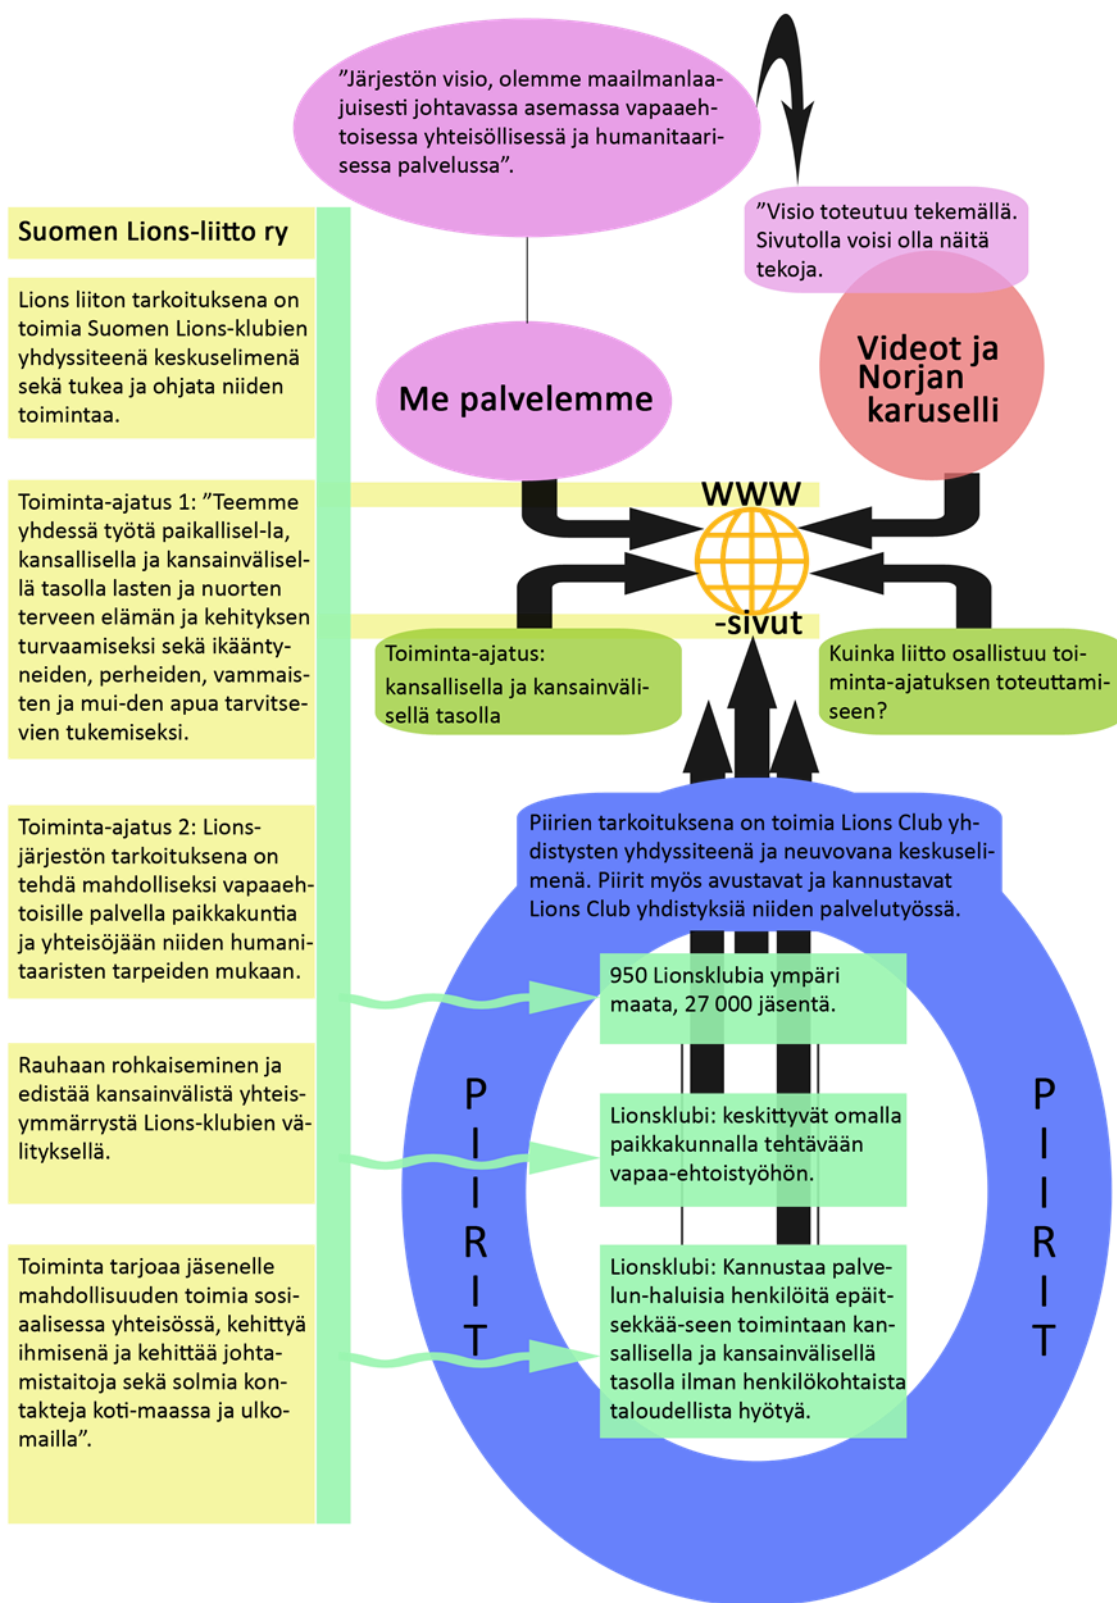 ”Järjestön visio, olemme maailmanlaa-
ajuisesti johtavassa asemassa vapaaeh-
toisessa yhteisöllisessä ja humanitaari-
sessa palvelussa”.
”Visio toteutuu tekemällä.
Sivutolla voisi olla näitä
tekoja.
Videot ja
Norjan
karuselli
Me palvelemme
Suomen Lions-liitto ry
Lions liiton tarkoituksena on
toimia Suomen Lions-klubien
yhdyssiteenä keskuselimenä
sekä tukea ja ohjata niiden
toimintaa.
Toiminta-ajatus 1: ”Teemme
yhdessä työtä paikallisel-la,
kansallisella ja kansainvälisel-
lä tasolla lasten ja nuorten
terveen elämän ja kehityksen
turvaamiseksi sekä ikäänty-
neiden, perheiden, vammais-
ten ja mui-den apua tarvitse-
vien tukemiseksi.
Toiminta-ajatus 2: Lions-
järjestön tarkoituksena on
tehdä mahdolliseksi vapaaeh-
toisille palvella paikkakuntia
ja yhteisöjään niiden humani-
taaristen tarpeiden mukaan.
Rauhaan rohkaiseminen ja
edistää kansainvälistä yhteis-
ymmärrystä Lions-klubien vä-
lityksellä.
Toiminta tarjoaa jäsenelle
mahdollisuuden toimia sosi-
aalisessa yhteisössä, kehittyä
ihmisenä ja kehittää johta-
mistaitoja sekä solmia kon-
takteja koti-maassa ja ulko-
mailla”.
WWW
-sivut
Toiminta-ajatus:
kansallisella ja kansainväli-
sellä tasolla
Kuinka liitto osallistuu toi-
minta-ajatuksen toteuttami-
seen?
Piirien tarkoituksena on toimia Lions Club yh-
distysten yhdyssiteenä ja neuvovana keskuseli-
menä. Piirit myös avustavat ja kannustavat
Lions Club yhdistyksiä niiden palvelutyössä.
950 Lionsklubia ympäri
maata, 27 000 jäsentä.
Lionsklubi: keskittyvät omalla
paikkakunnalla tehtävään
vapaa-ehtoistyöhön.
Lionsklubi: Kannustaa palve-
lun-haluisia henkilöitä epäit-
sekkää-seen toimintaan kan-
sallisella ja kansainvälisellä
tasolla ilman henkilökohtaista
taloudellista hyötyä.
PIIRIT
PIIRIT